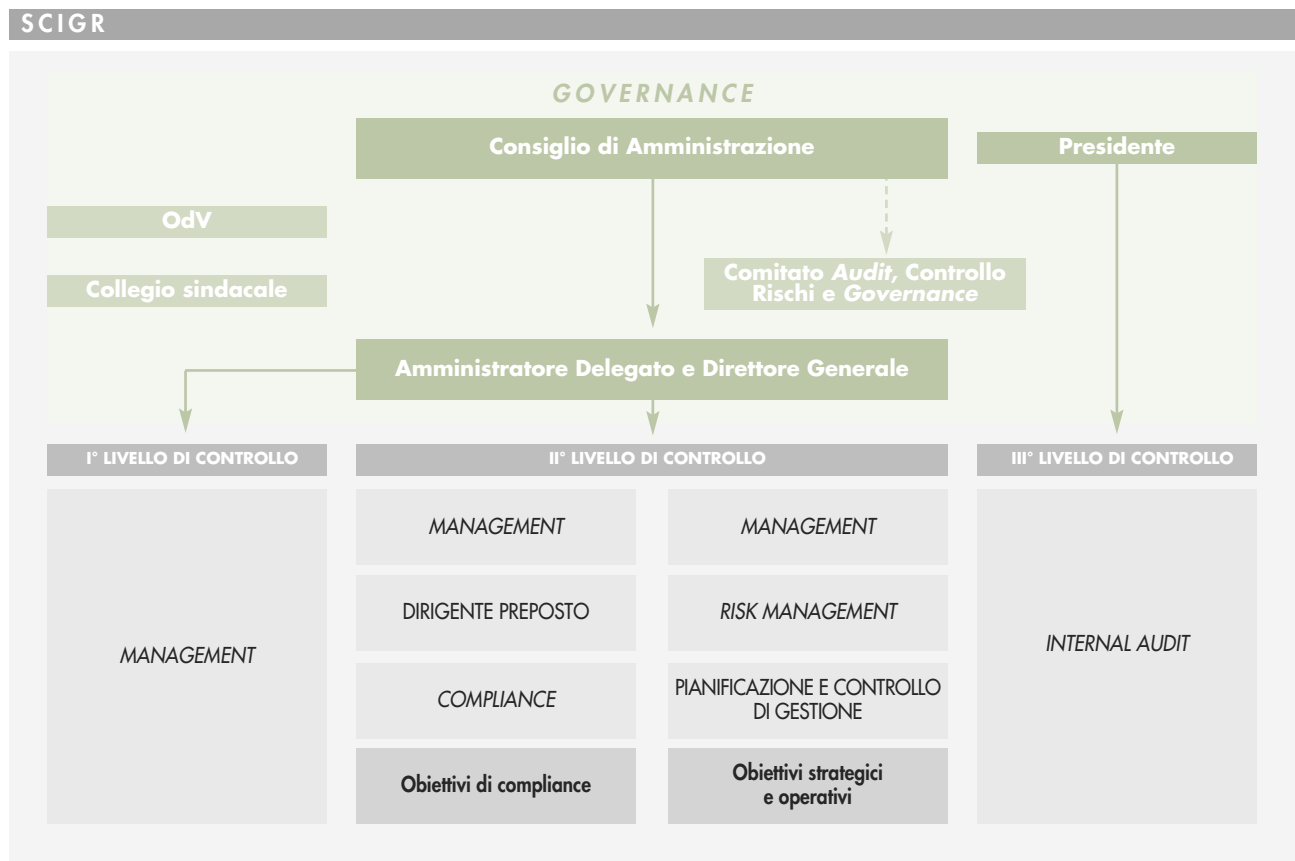 SCIGR
GOVERNANCE
Consiglio di Amministrazione
Presidente
OdV
Collegio sindacale
Comitato Audit, Controllo
Rischi e Governance
Amministratore Delegato e Direttore Generale
I° LIVELLO DI CONTROLLO
II° LIVELLO DI CONTROLLO
III° LIVELLO DI CONTROLLO
MANAGEMENT
MANAGEMENT
DIRIGENTE PREPOSTO
COMPLIANCE
Obiettivi di compliance
MANAGEMENT
RISK MANAGEMENT
PIANIFICAZIONE E CONTROLLO
DI GESTIONE
Obiettivi strategici
e operativi
INTERNAL AUDIT